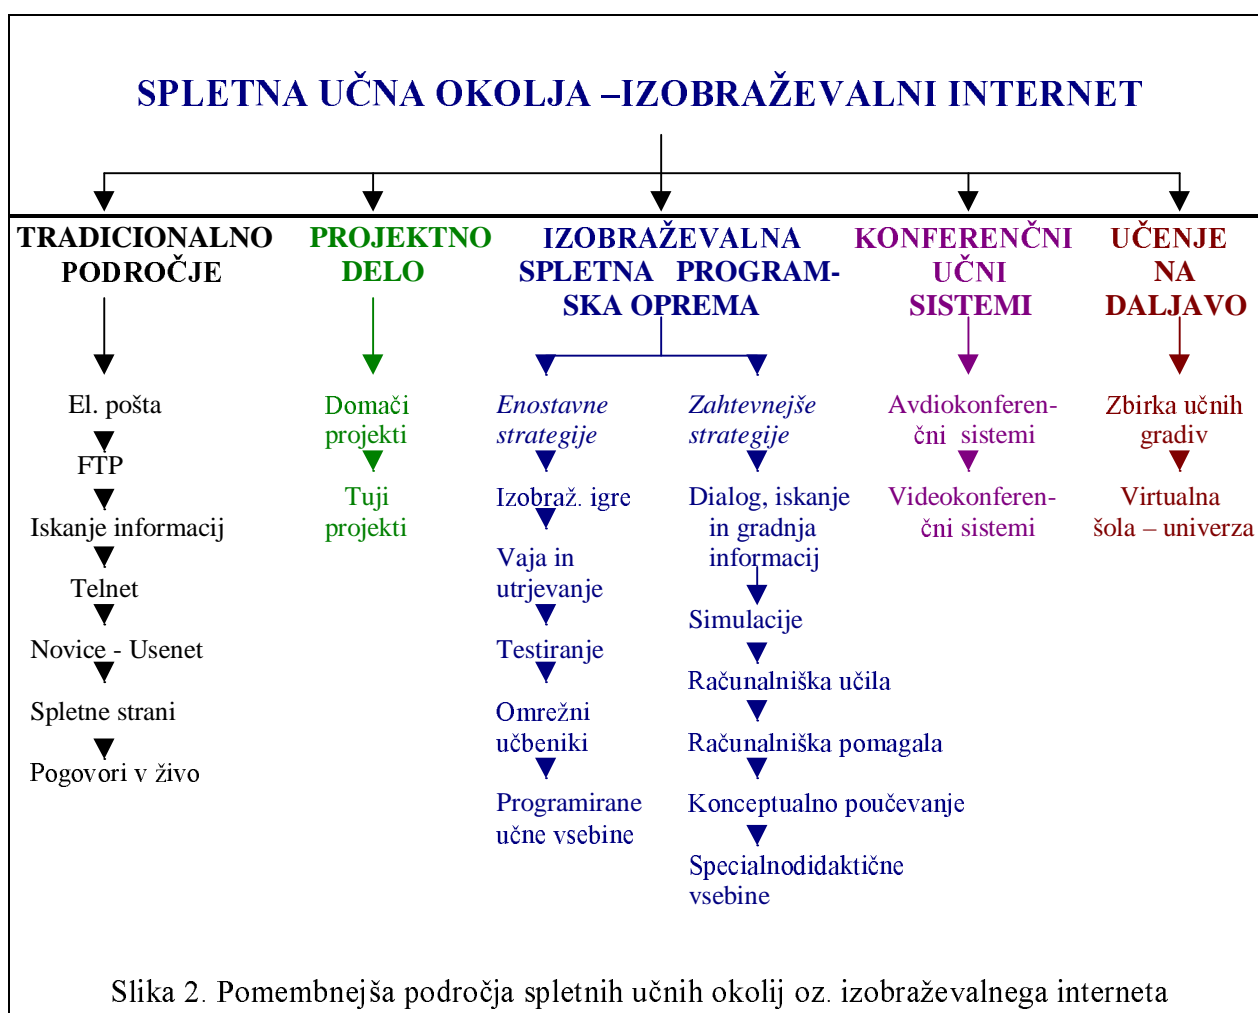 SPLETNA UČNA OKOLJA –IZOBRAŽEVALNI INTERNET
TRADICIONALNO
PODROČJE
El. pošta
FTP
Iskanje informacij
Telnet
Novice - Usenet
Spletne strani
Pogovori v živo
PROJEKTNO
DELO
Domači
projekti
Tuji
projekti
IZOBRAŽEVALNA
SPLETNA PROGRAM-
SKA OPREMA
Enostavne
strategije
Izobraž. igre
Vaja in
utrjevanje
Testiranje
Omrežni
učbeniki
Programirane
učne vsebine
Zahtevnejše
strategije
Dialog, iskanje
in gradnja
informacij
Simulacije
Računalniška učila
Računalniška pomagala
Konceptualno poučevanje
Specialnodidaktične
vsebine
KONFERENČNI
UČNI
SISTEMI
Avdiokonferen-
čni sistemi
Videokonferen-
čni sistemi
UČENJE
NA
DALJAVO
Zbirka učnih
gradiv
Virtualna
šola – univerza
Slika 2. Pomembnejša področja spletnih učnih okolij oz. izobraževalnega interneta